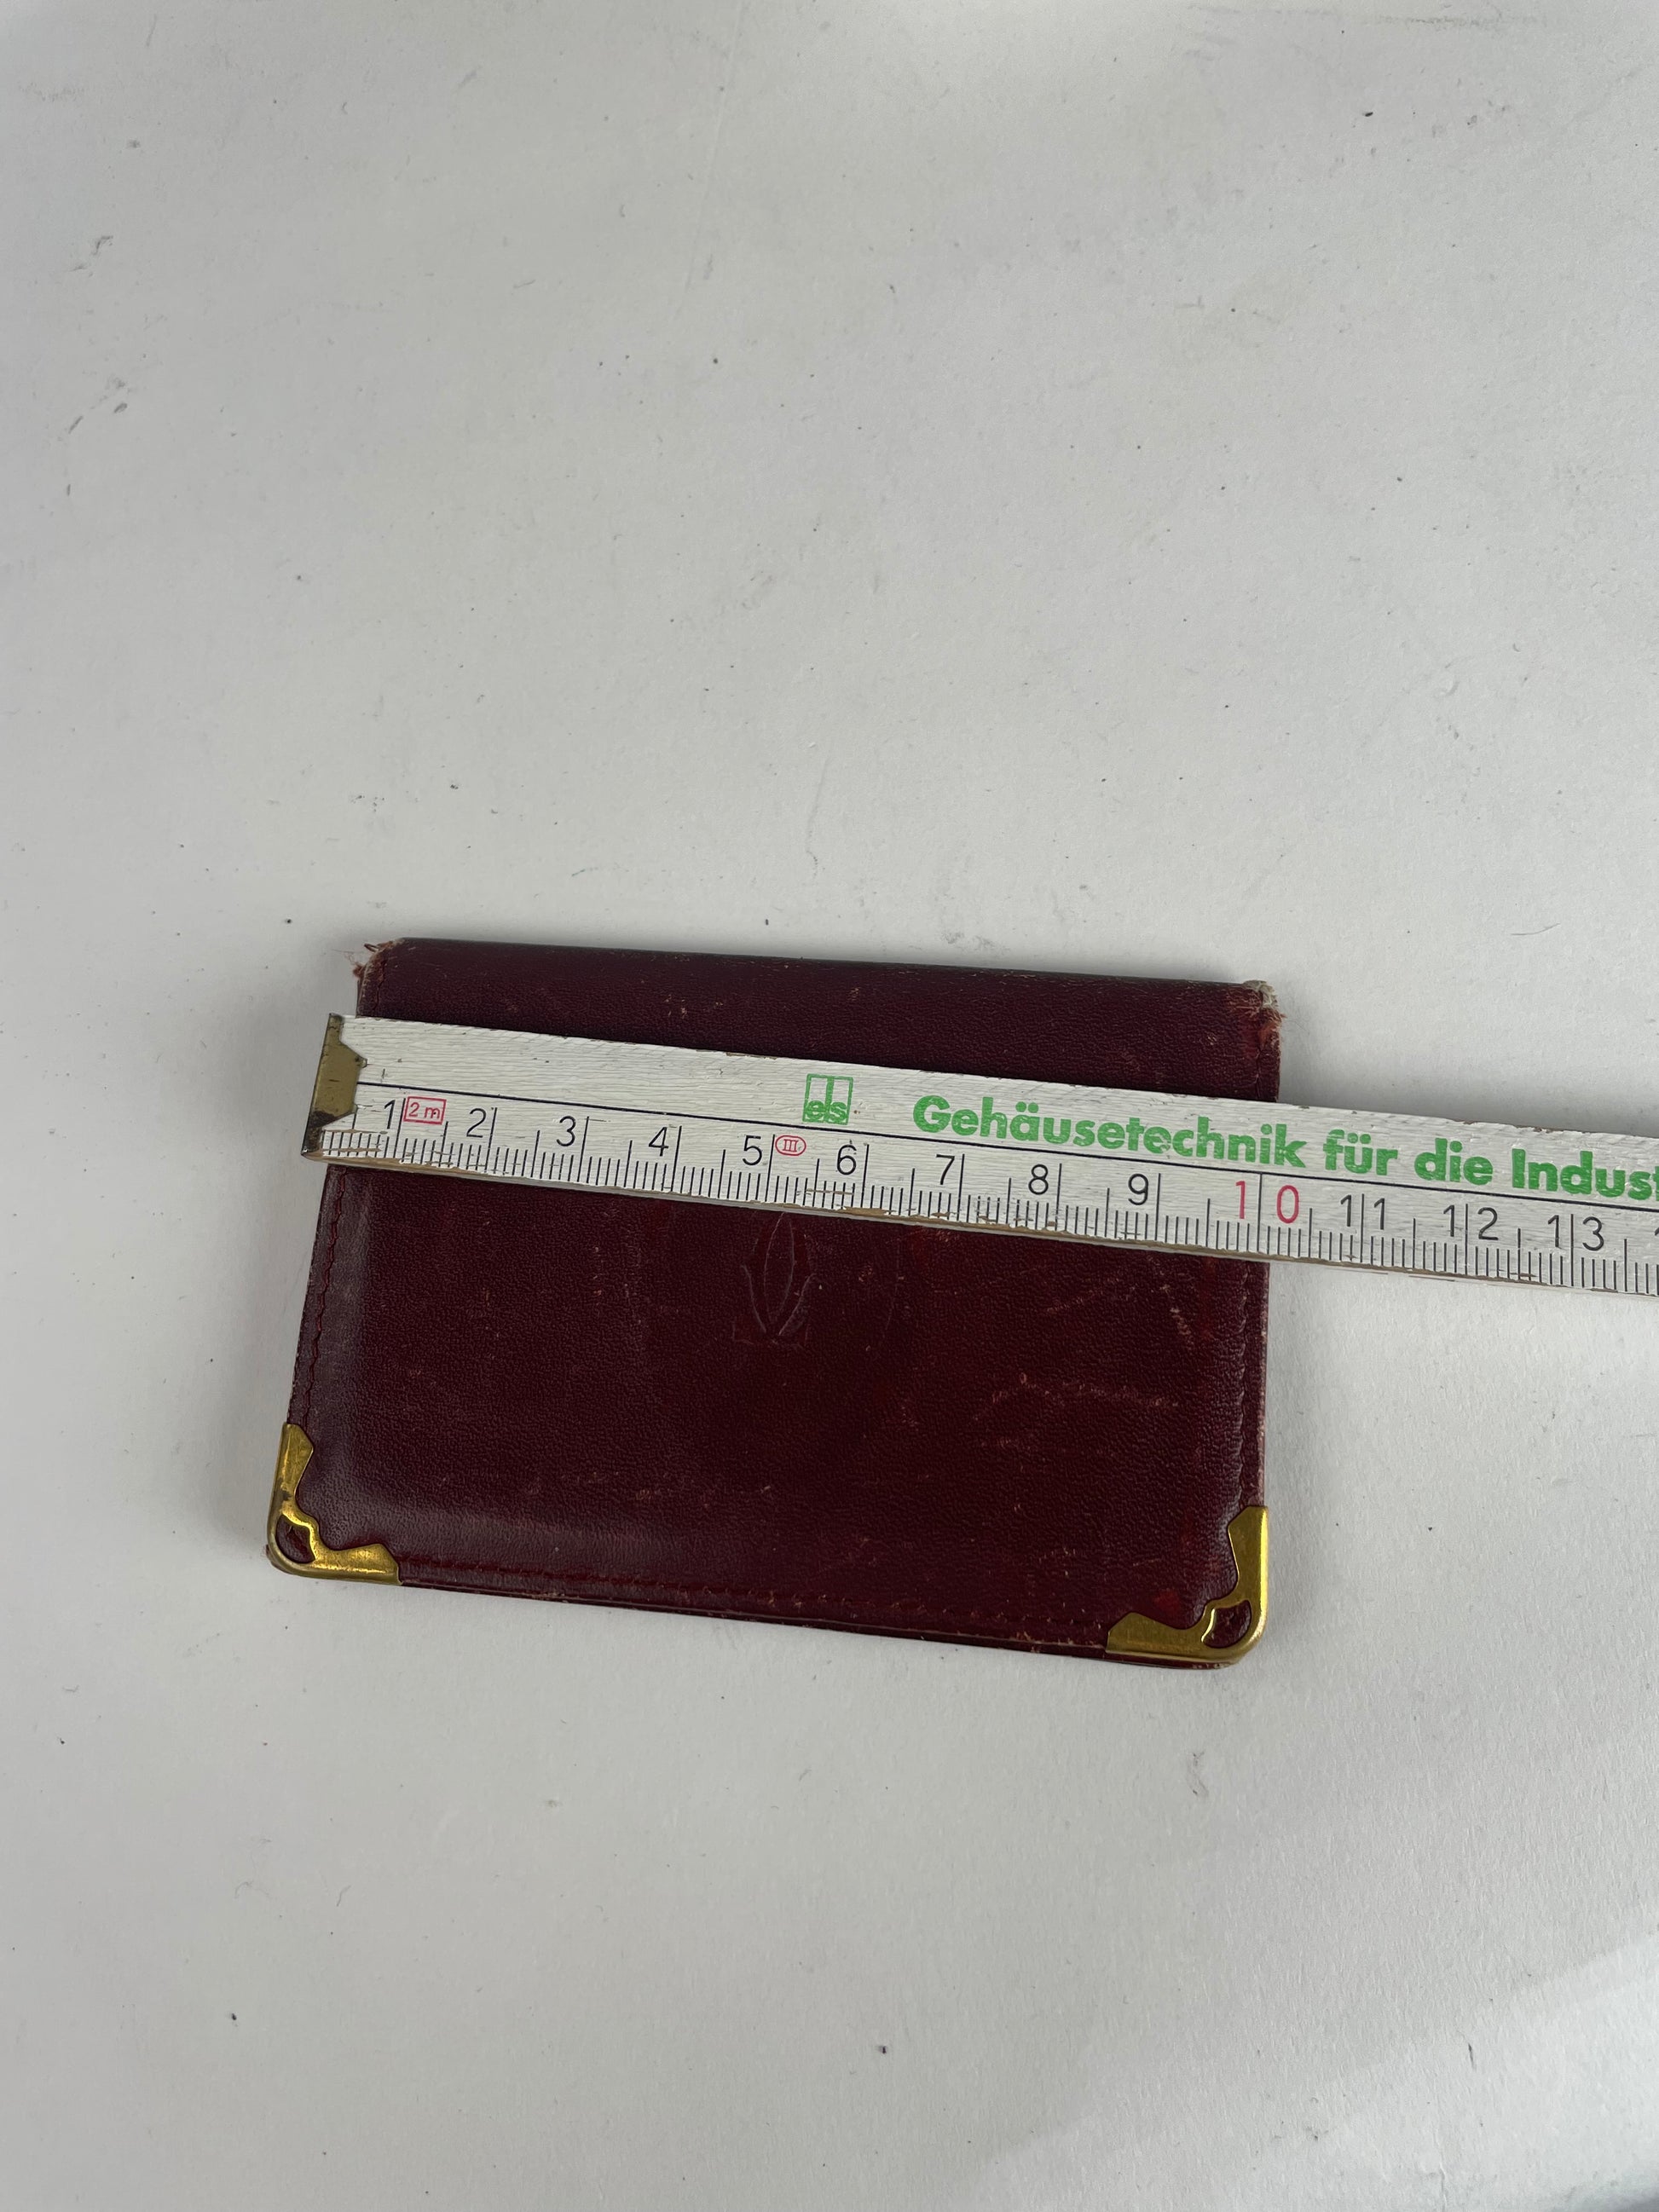 els Gehäusetechnik für die Indust
1 2 m 2 3 4 5 III 6 7 8 9 10 11 12 13